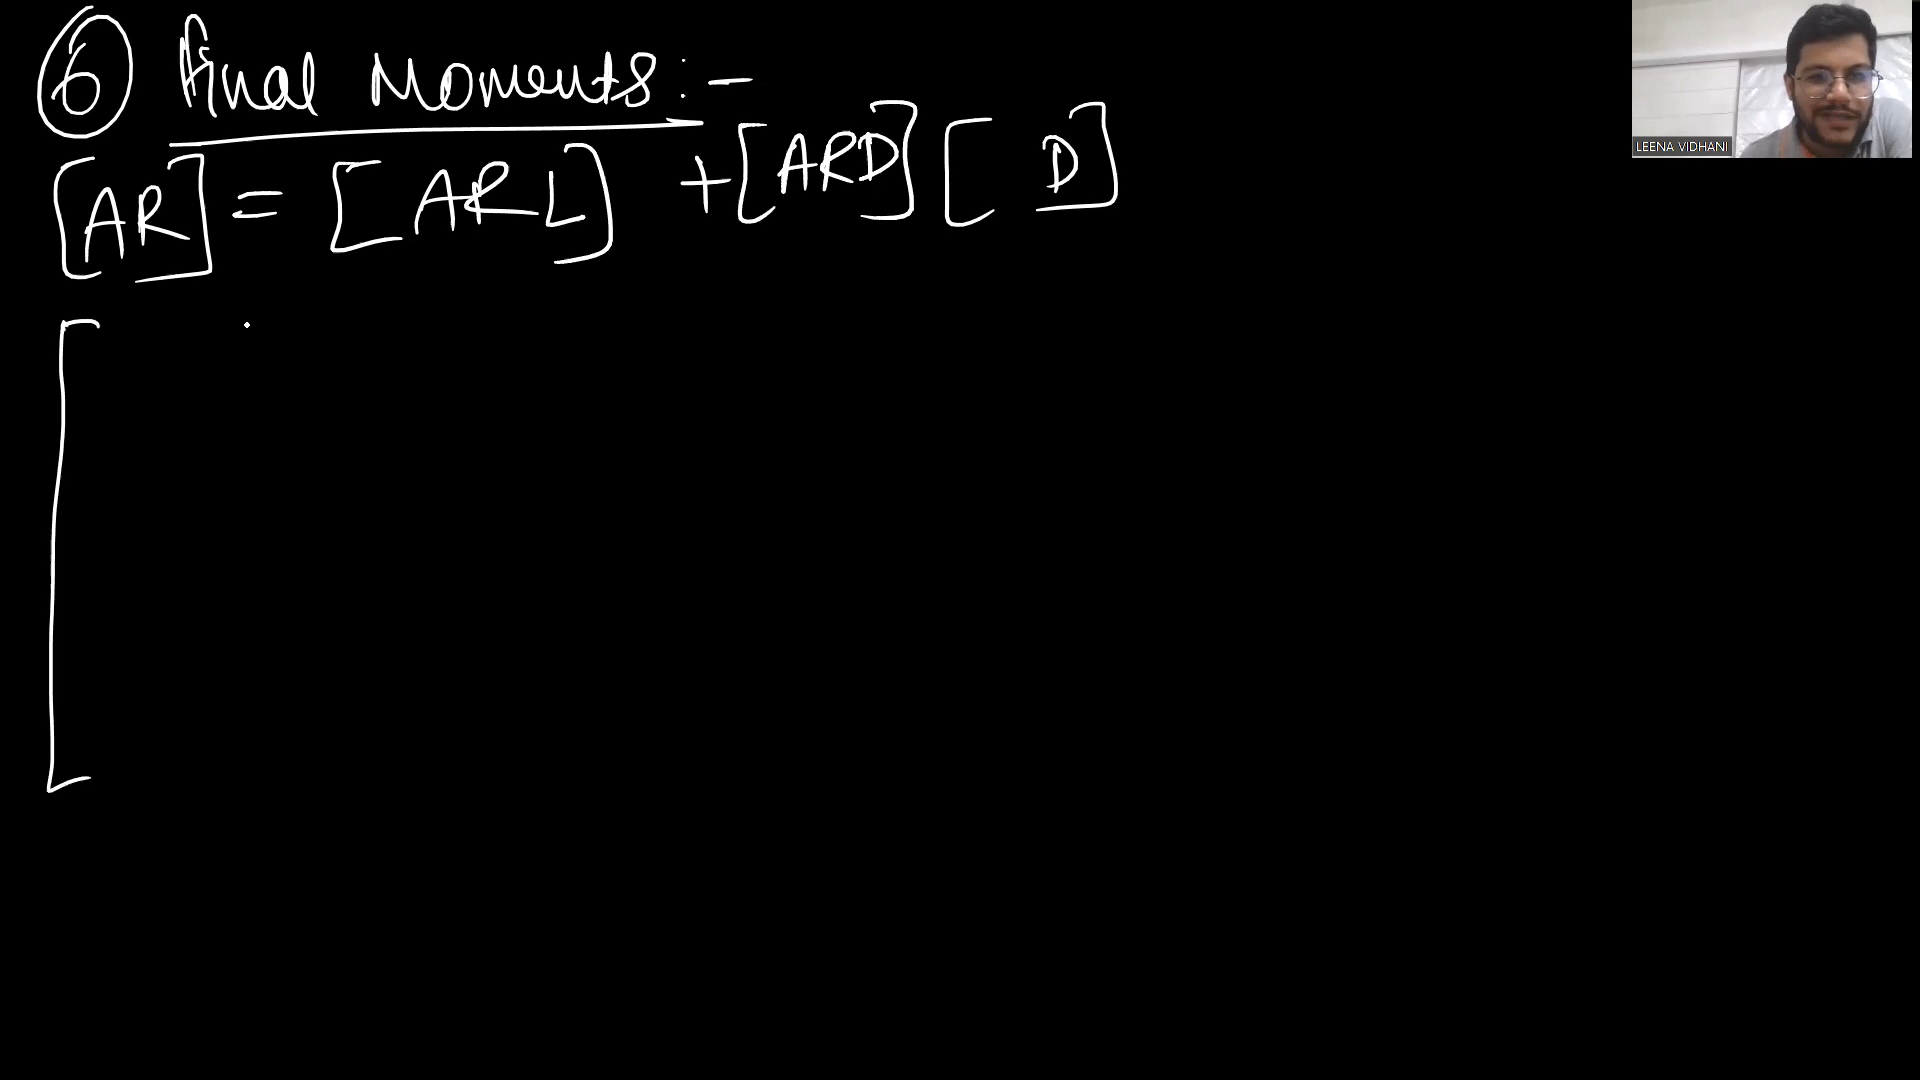 6 Final Moments:-
[AR] = [ARL] + [ARD] [D]
LEENA VIDHANI